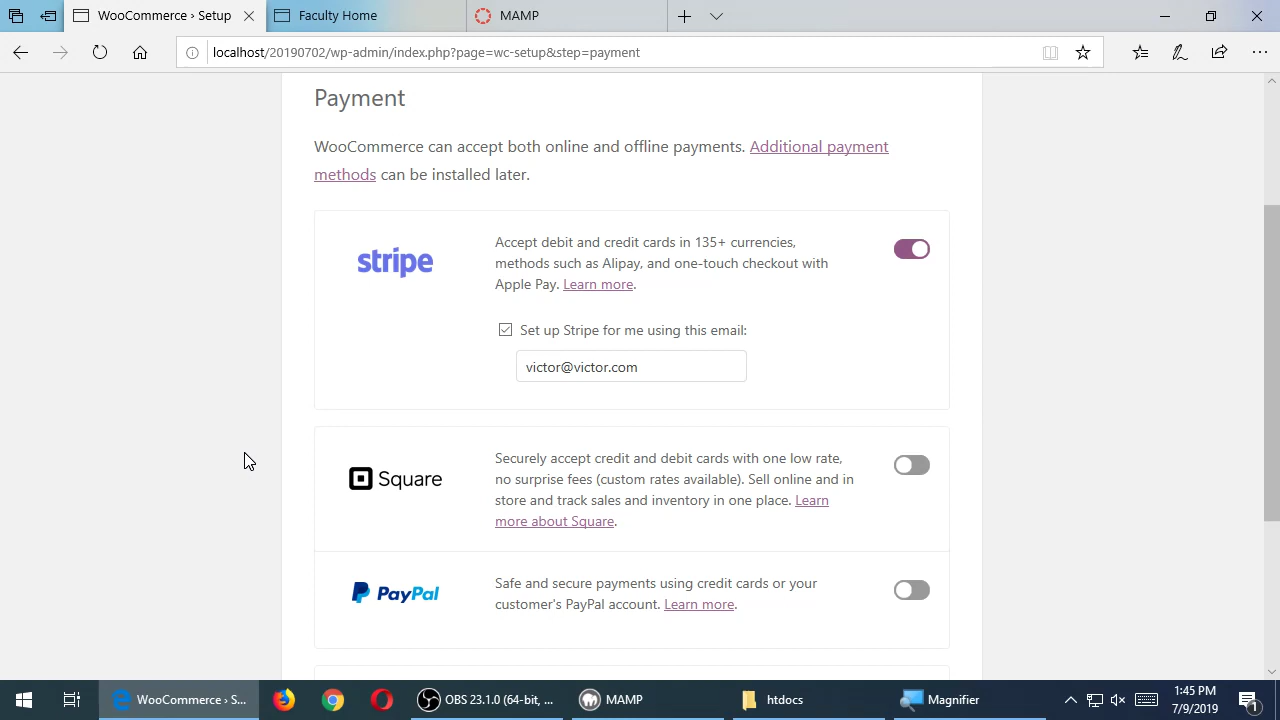 WooCommerce › Setup
Faculty Home
MAMP
localhost/20190702/wp-admin/index.php?page=wc-setup&step=payment
Payment
WooCommerce can accept both online and offline payments. Additional payment
methods can be installed later.
stripe
Accept debit and credit cards in 135+ currencies,
methods such as Alipay, and one-touch checkout with
Apple Pay. Learn more.
Set up Stripe for me using this email:
victor@victor.com
Square
Securely accept credit and debit cards with one low rate,
no surprise fees (custom rates available). Sell online and in
store and track sales and inventory in one place. Learn
more about Square.
PayPal
Safe and secure payments using credit cards or your
customer's PayPal account. Learn more.
WooCommerce › S...
OBS 23.1.0 (64-bit, ...
MAMP
htdocs
Magnifier
1:45 PM
7/9/2019
1